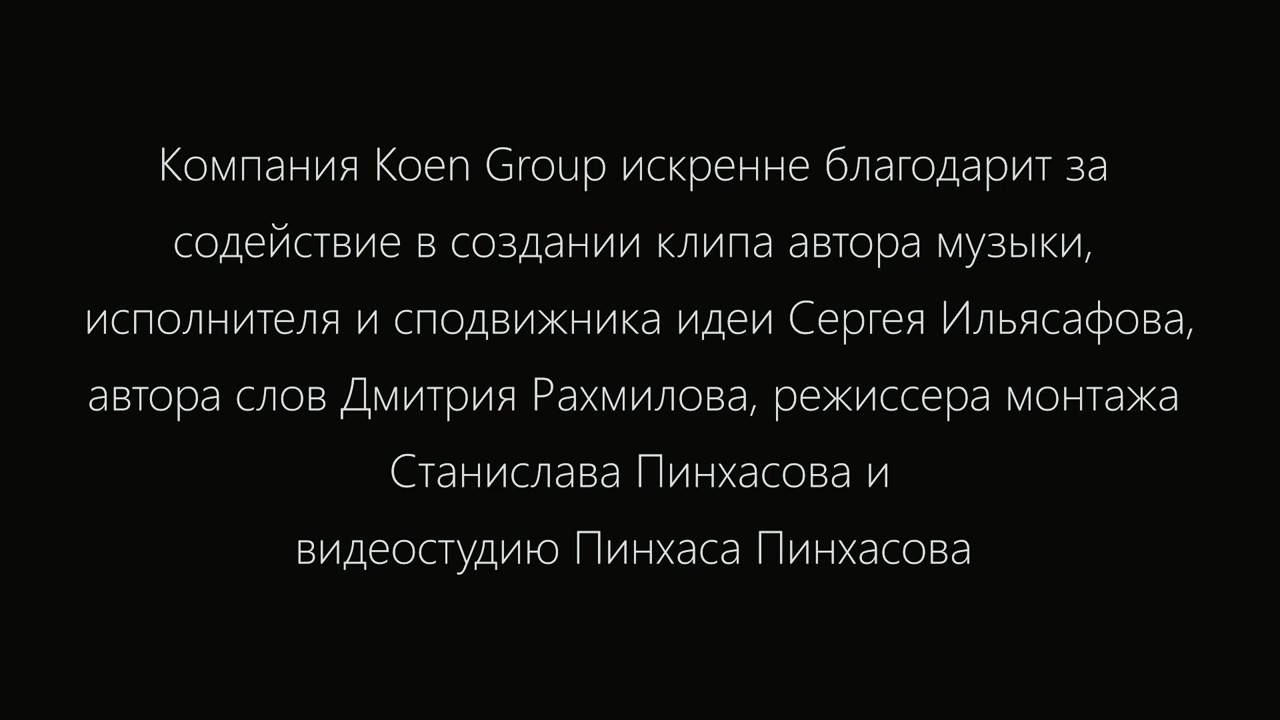 Компания Koen Group искренне благодарит за
содействие в создании клипа автора музыки,
исполнителя и сподвижника идеи Сергея Ильясафова,
автора слов Дмитрия Рахмилова, режиссера монтажа
Станислава Пинхасова и
видеостудию Пинхаса Пинхасова